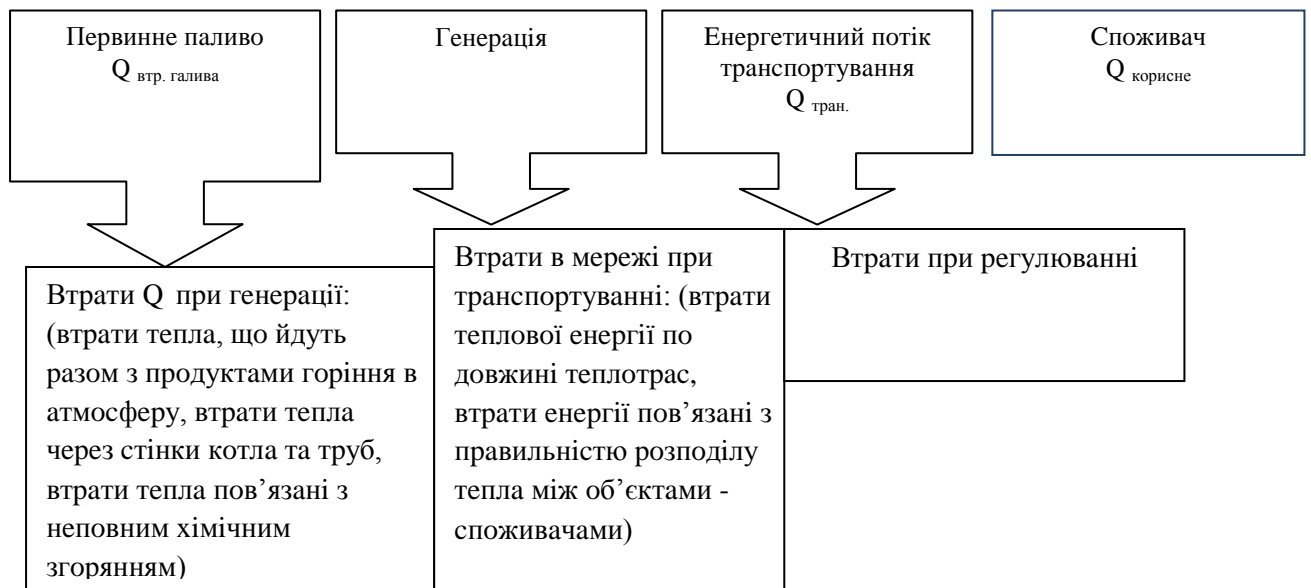 Первинне паливо
Q втр. галива
Генерація
Енергетичний потік
транспортування
Q тран.
Споживач
Q корисне
Втрати Q при генерації:
(втрати тепла, що йдуть
разом з продуктами горіння в
атмосферу, втрати тепла
через стінки котла та труб,
втрати тепла пов’язані з
неповним хімічним
згорянням)
Втрати в мережі при
транспортуванні: (втрати
теплової енергії по
довжині теплотрас,
втрати енергії пов’язані з
правильністю розподілу
тепла між об’єктами -
споживачами)
Втрати при регулюванні